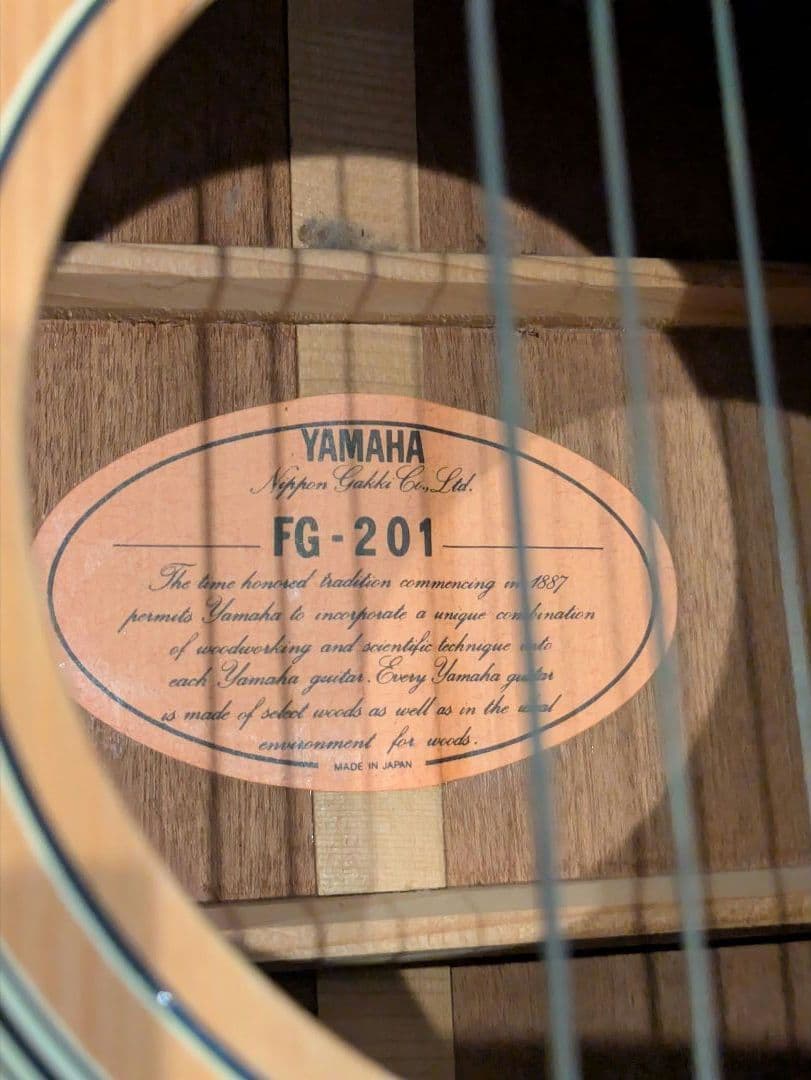 YAMAHA
Nippon Gakki Co., Ltd.
FG-201
The time honored tradition commencing in 1887
permits Yamaha to incorporate a unique combination
of woodworking and scientific technique into
each Yamaha guitar. Every Yamaha guitar
is made of select woods as well as in the ideal
environment for woods.
MADE IN JAPAN